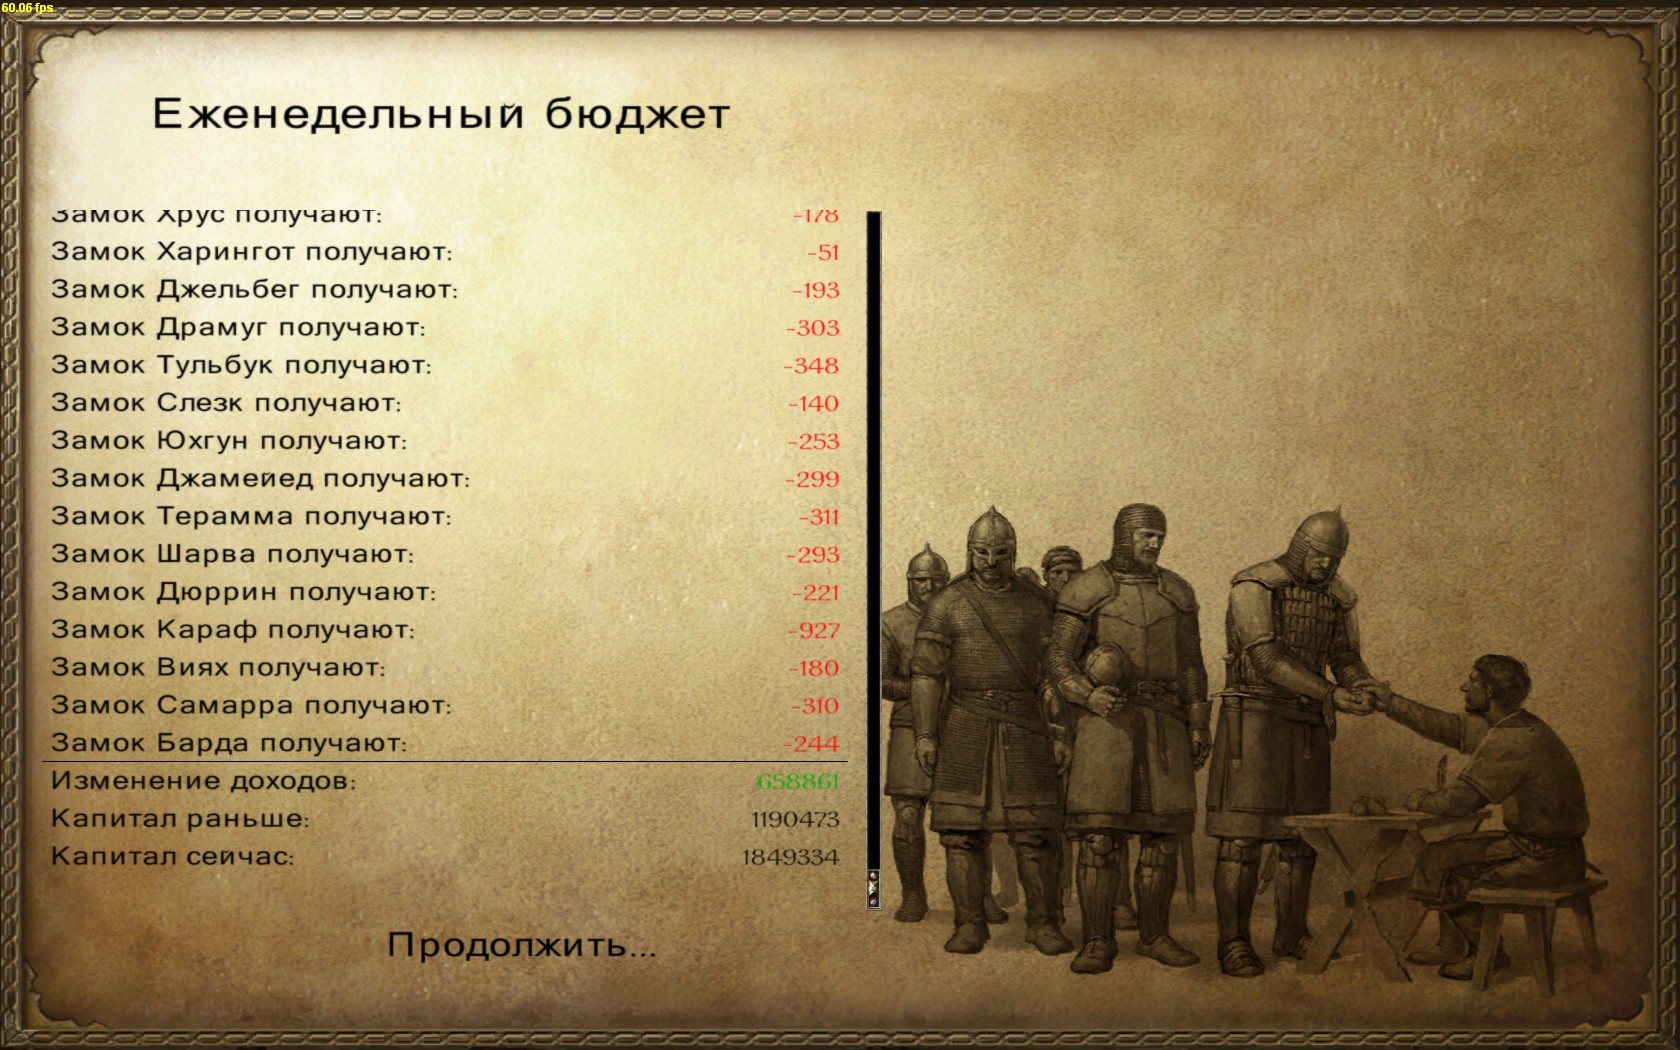 60.06 fps
Еженедельный бюджет
Замок Хрус получают: -178
Замок Харингот получают: -51
Замок Джельбег получают: -193
Замок Драмуг получают: -303
Замок Тульбук получают: -348
Замок Слезк получают: -140
Замок Юхгун получают: -253
Замок Джамейед получают: -299
Замок Терамма получают: -311
Замок Шарва получают: -293
Замок Дюррин получают: -221
Замок Караф получают: -927
Замок Виях получают: -180
Замок Самарра получают: -310
Замок Барда получают: -244
Изменение доходов: 658861
Капитал раньше: 1190473
Капитал сейчас: 1849334
Продолжить...